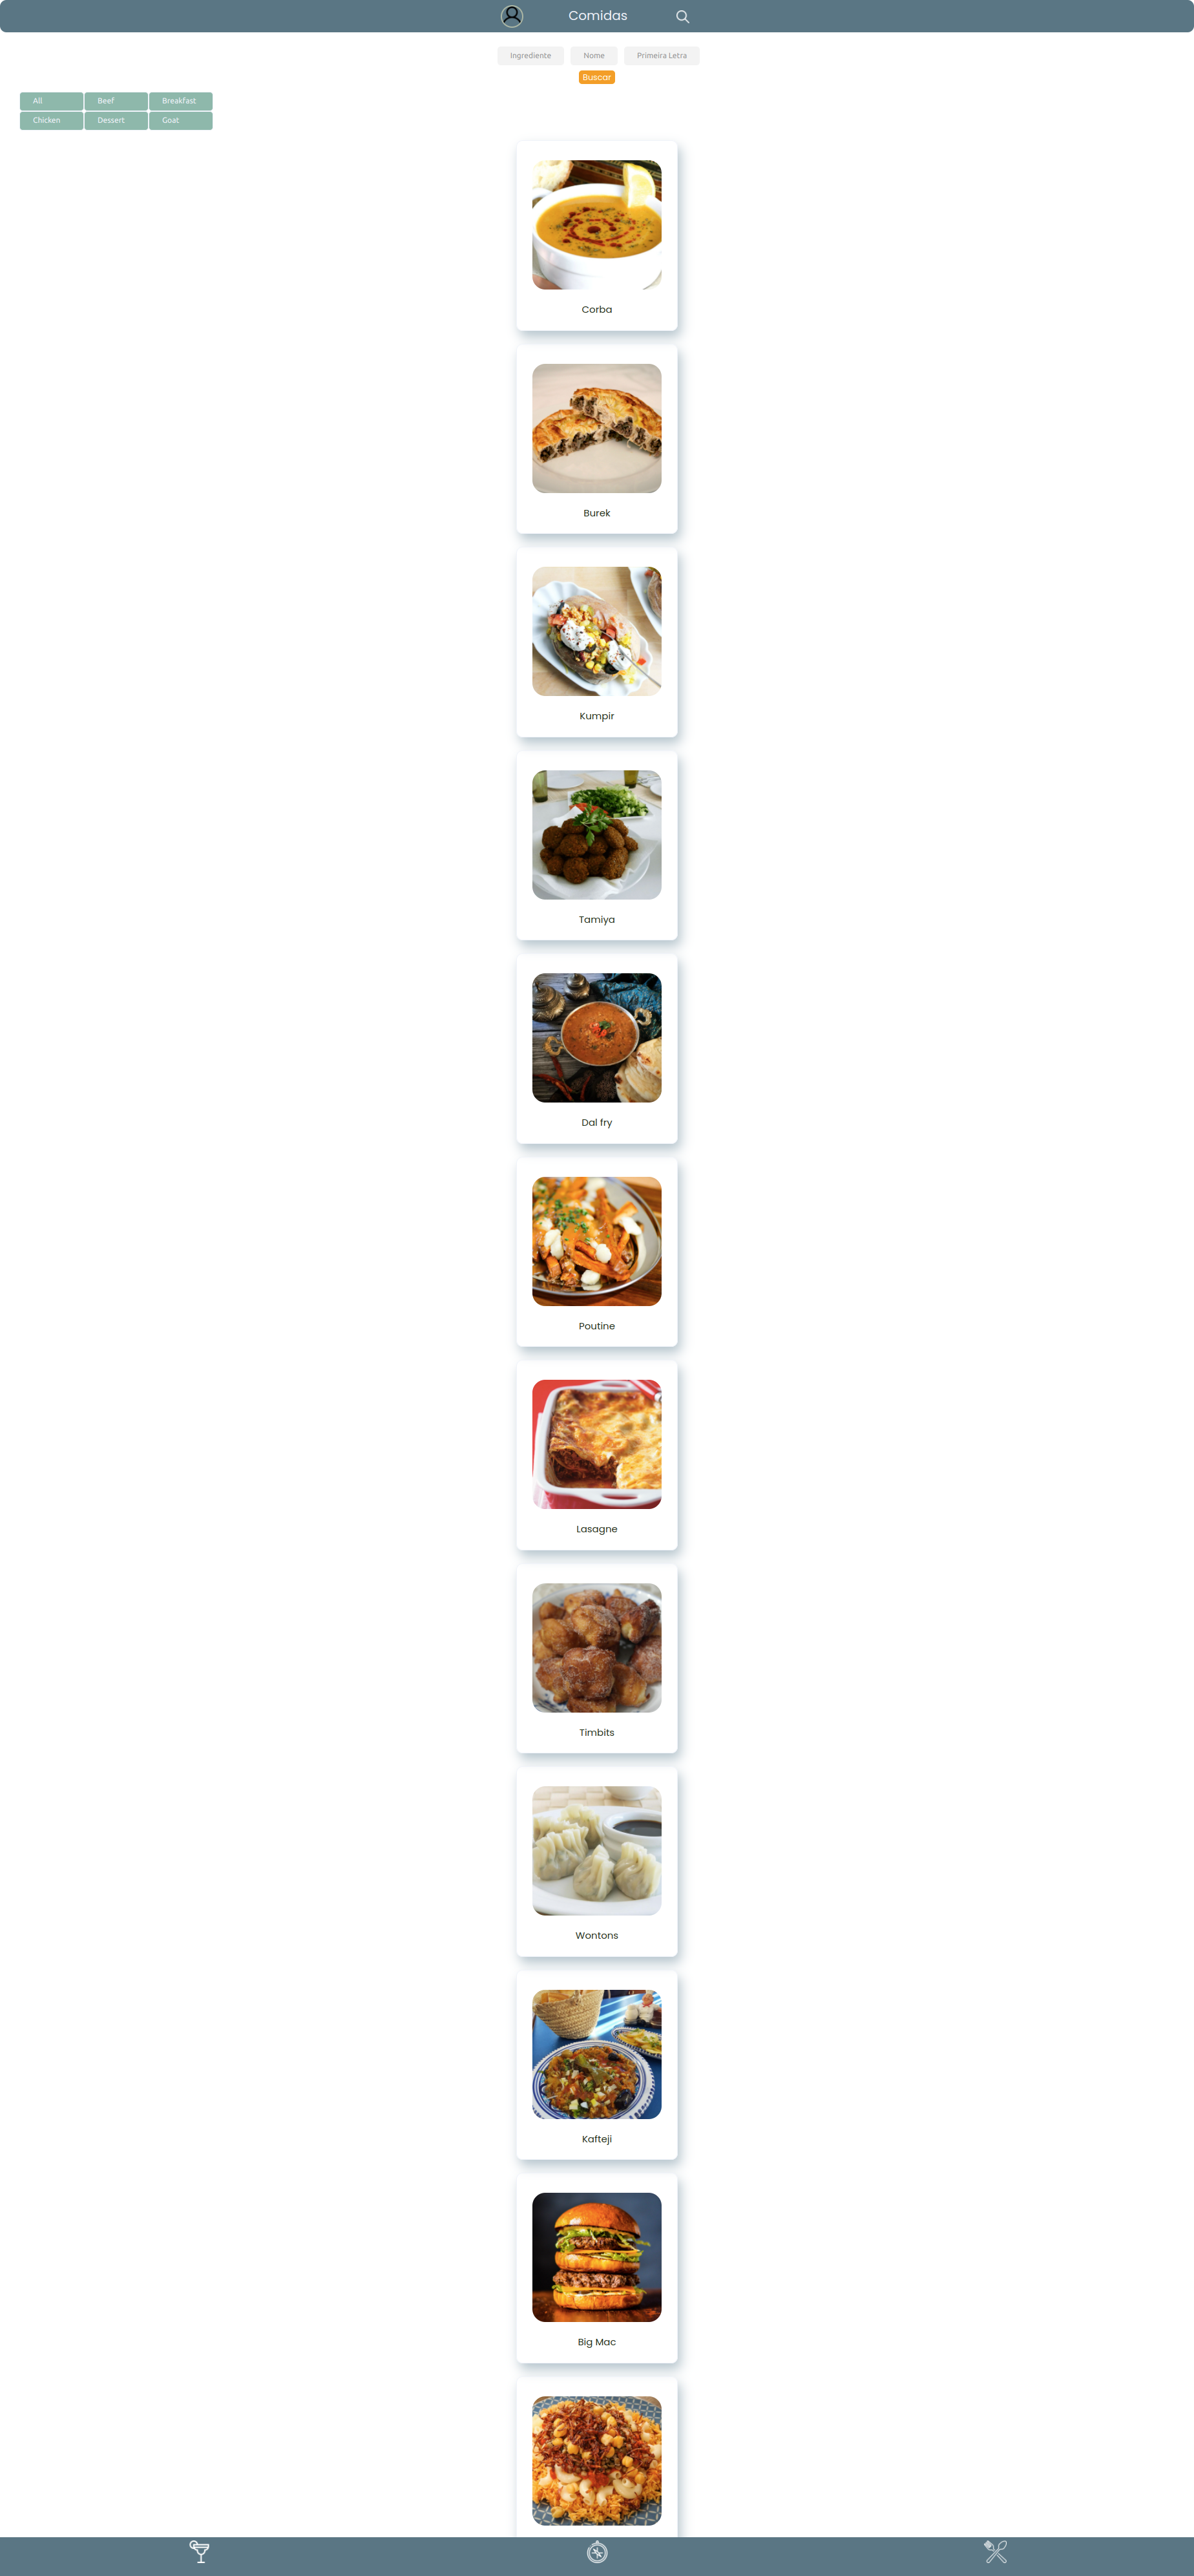 Comidas
Ingrediente Nome Primeira Letra
Buscar
All Beef Breakfast
Chicken Dessert Goat
Corba
Burek
Kumpir
Tamiya
Dal fry
Poutine
Lasagne
Timbits
Wontons
Kafteji
Big Mac